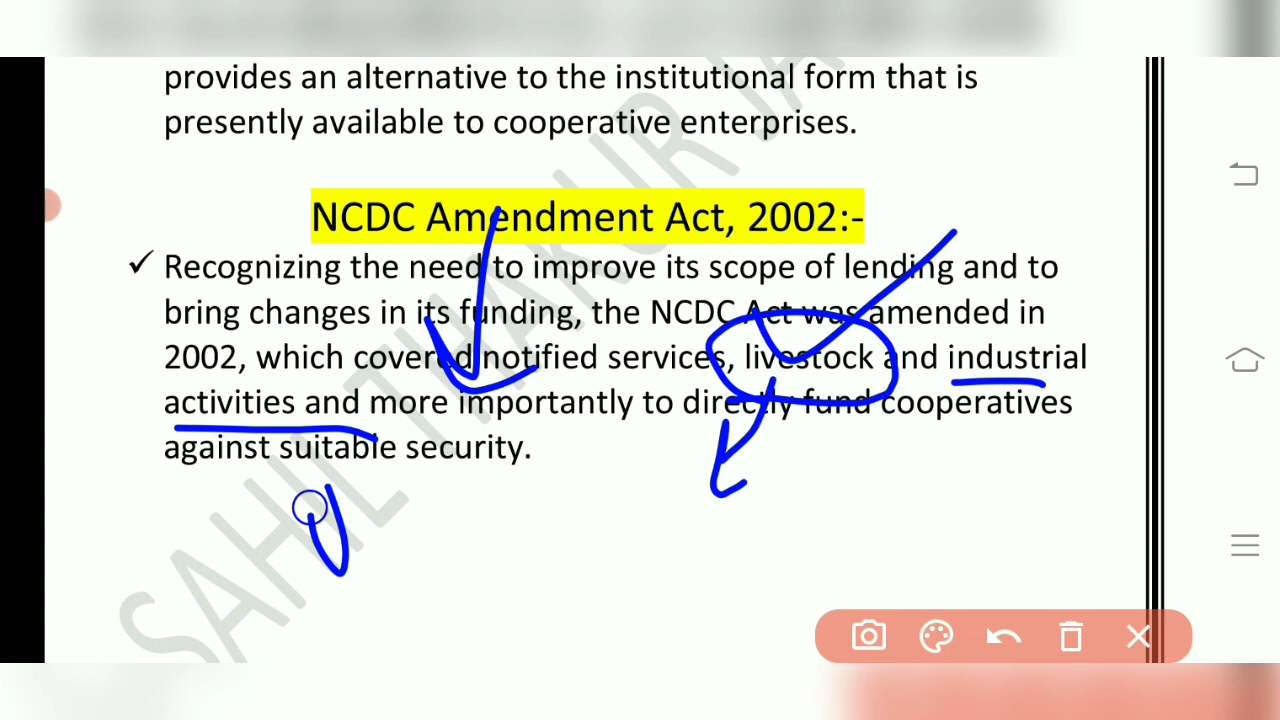 provides an alternative to the institutional form that is
presently available to cooperative enterprises.
NCDC Amendment Act, 2002:-
✓ Recognizing the need to improve its scope of lending and to
bring changes in its funding, the NCDC Act was amended in
2002, which covered notified services, livestock and industrial
activities and more importantly to directly fund cooperatives
against suitable security.
SAHIL THAKUR